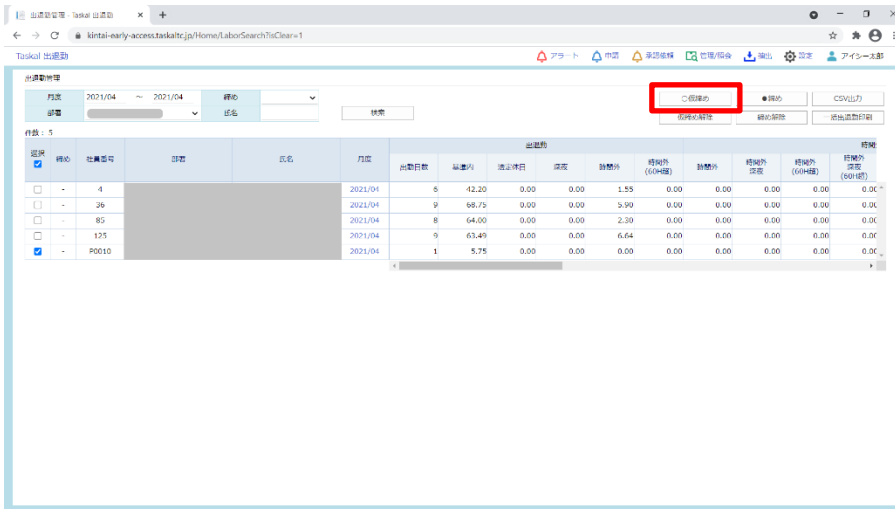 出退勤管理 - Taskal 出退勤
kintai-early-access.taskaltc.jp/Home/LaborSearch?isClear=1
Taskal 出退勤 アラート 申請 承認依頼 管理/照会 抽出 設定 アイシー太郎
出退勤管理
月度 2021/04 ~ 2021/04 締め ○仮締め ●締め CSV出力
部署 氏名 検索 仮締め解除 締め解除 一括出退勤印刷
件数: 5
出退勤 時間
選択 締め 社員番号 部署 氏名 月度 出勤日数 基準内 法定休日 深夜 時間外 時間外(60H超) 時間外 時間外深夜 時間外(60H超) 時間外深夜(60H超)
- 4 2021/04 6 42.20 0.00 0.00 1.55 0.00 0.00 0.00 0.00 0.00
- 36 2021/04 9 68.75 0.00 0.00 5.90 0.00 0.00 0.00 0.00 0.00
- 85 2021/04 8 64.00 0.00 0.00 2.30 0.00 0.00 0.00 0.00 0.00
- 125 2021/04 9 63.49 0.00 0.00 6.64 0.00 0.00 0.00 0.00 0.00
- P0010 2021/04 1 5.75 0.00 0.00 0.00 0.00 0.00 0.00 0.00 0.00